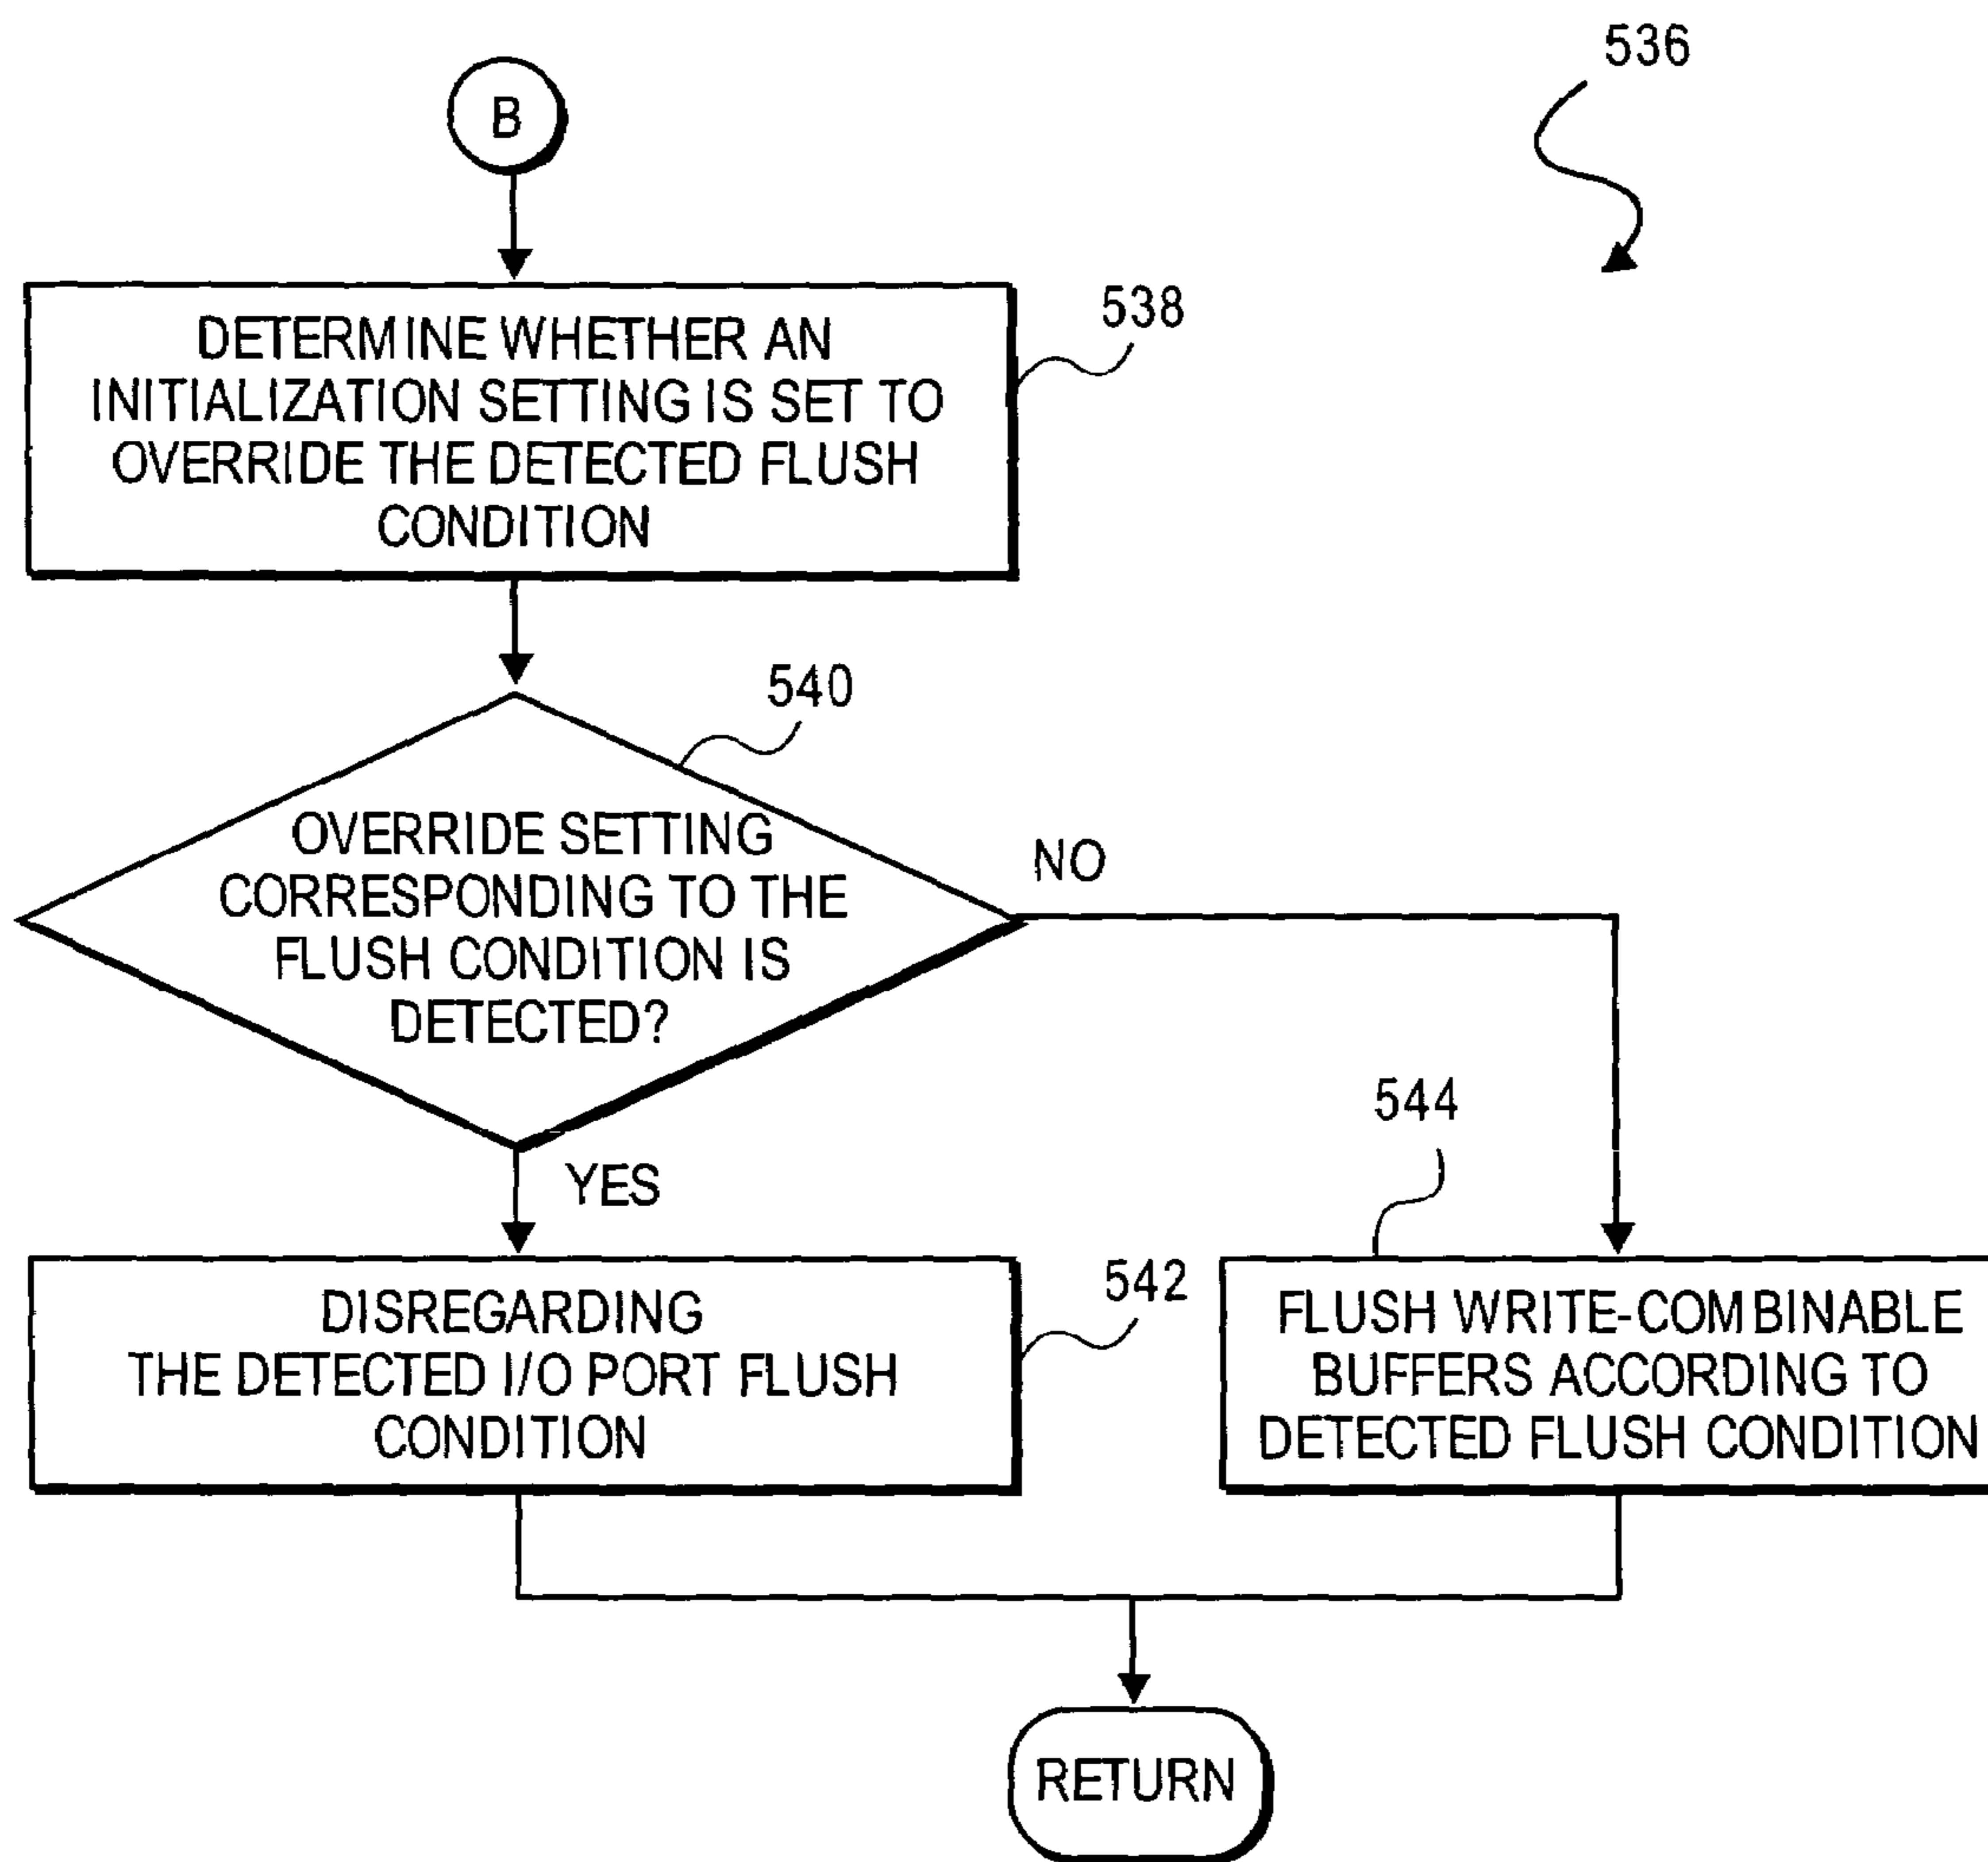 536
B
DETERMINE WHETHER AN
INITIALIZATION SETTING IS SET TO
OVERRIDE THE DETECTED FLUSH
CONDITION
538
540
OVERRIDE SETTING
CORRESPONDING TO THE
FLUSH CONDITION IS
DETECTED?
NO
YES
542
DISREGARDING
THE DETECTED I/O PORT FLUSH
CONDITION
544
FLUSH WRITE-COMBINABLE
BUFFERS ACCORDING TO
DETECTED FLUSH CONDITION
RETURN